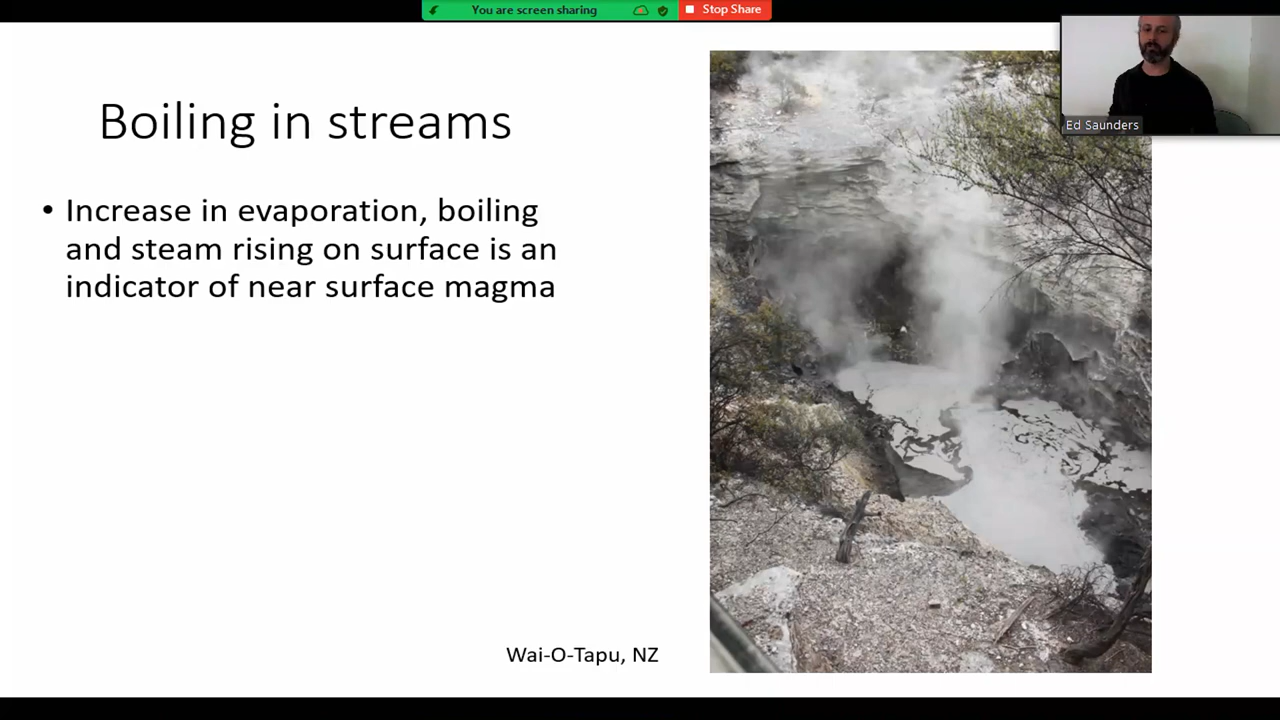 You are screen sharing
Stop Share
Ed Saunders
Boiling in streams
• Increase in evaporation, boiling
and steam rising on surface is an
indicator of near surface magma
Wai-O-Tapu, NZ